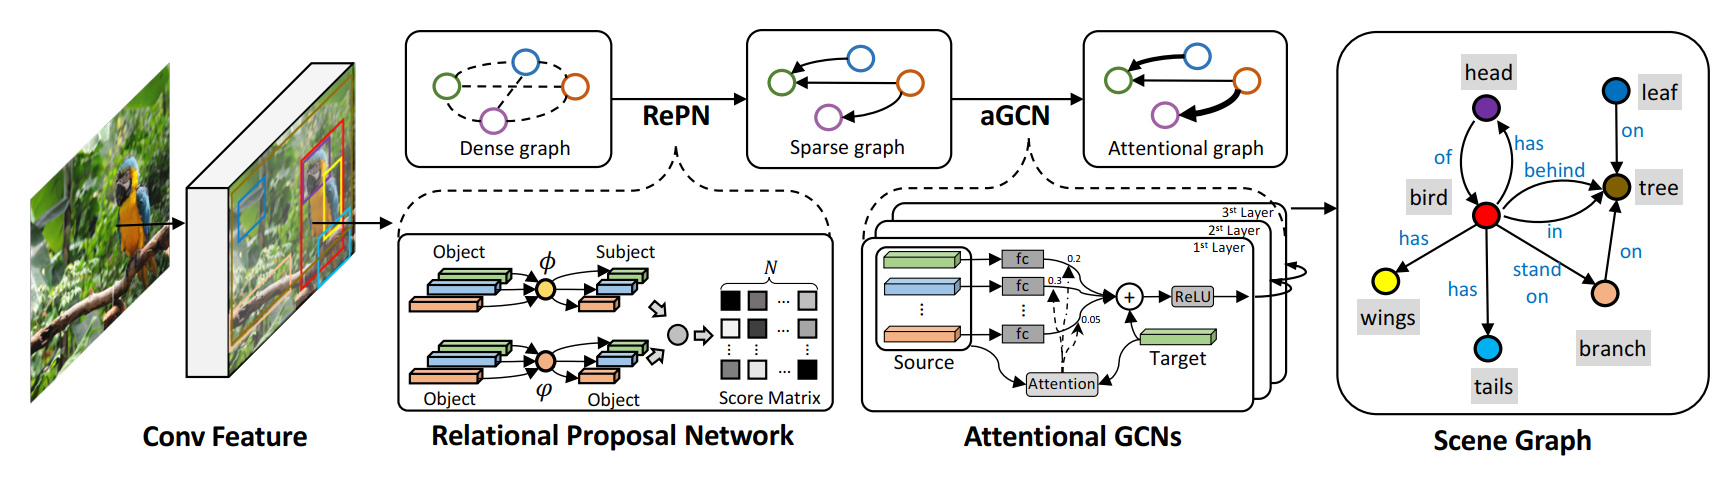 Dense graph
RePN
Sparse graph
aGCN
Attentional graph
Object
ϕ
Subject
Object
φ
Object
N
...
...
...
Score Matrix
3st Layer
2st Layer
1st Layer
fc
fc
fc
0.2
0.3
0.05
+
ReLU
Source
Target
Attention
head
leaf
on
has
of
behind
tree
bird
in
has
on
stand
on
has
wings
branch
tails
Conv Feature
Relational Proposal Network
Attentional GCNs
Scene Graph